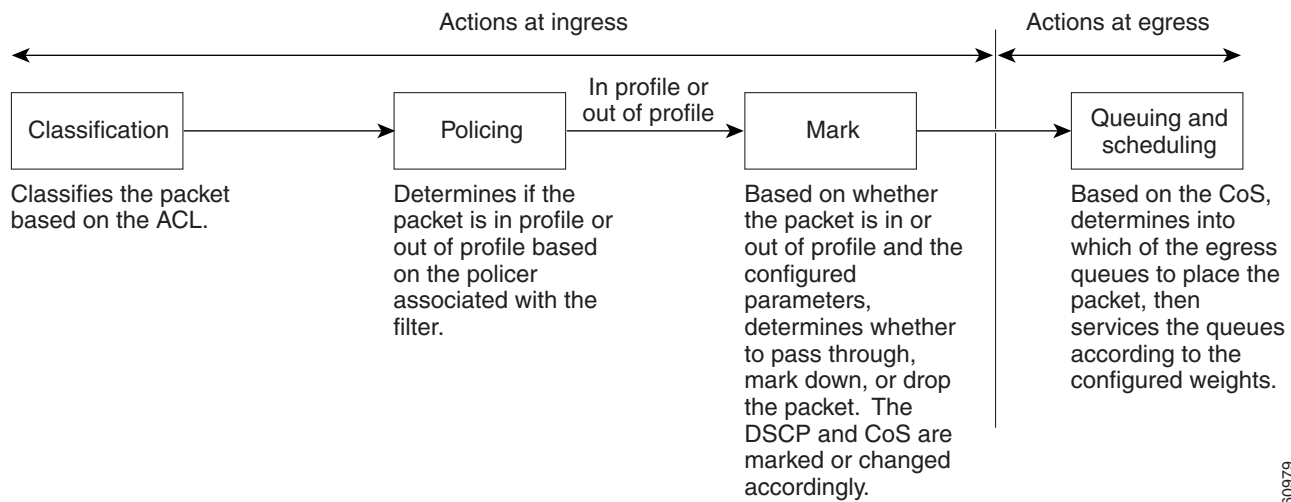 Actions at ingress
Actions at egress
In profile or
out of profile
Classification
Policing
Mark
Queuing and
scheduling
Classifies the packet
based on the ACL.
Determines if the
packet is in profile or
out of profile based
on the policer
associated with the
filter.
Based on whether
the packet is in or
out of profile and the
configured
parameters,
determines whether
to pass through,
mark down, or drop
the packet. The
DSCP and CoS are
marked or changed
accordingly.
Based on the CoS,
determines into
which of the egress
queues to place the
packet, then
services the queues
according to the
configured weights.
60979